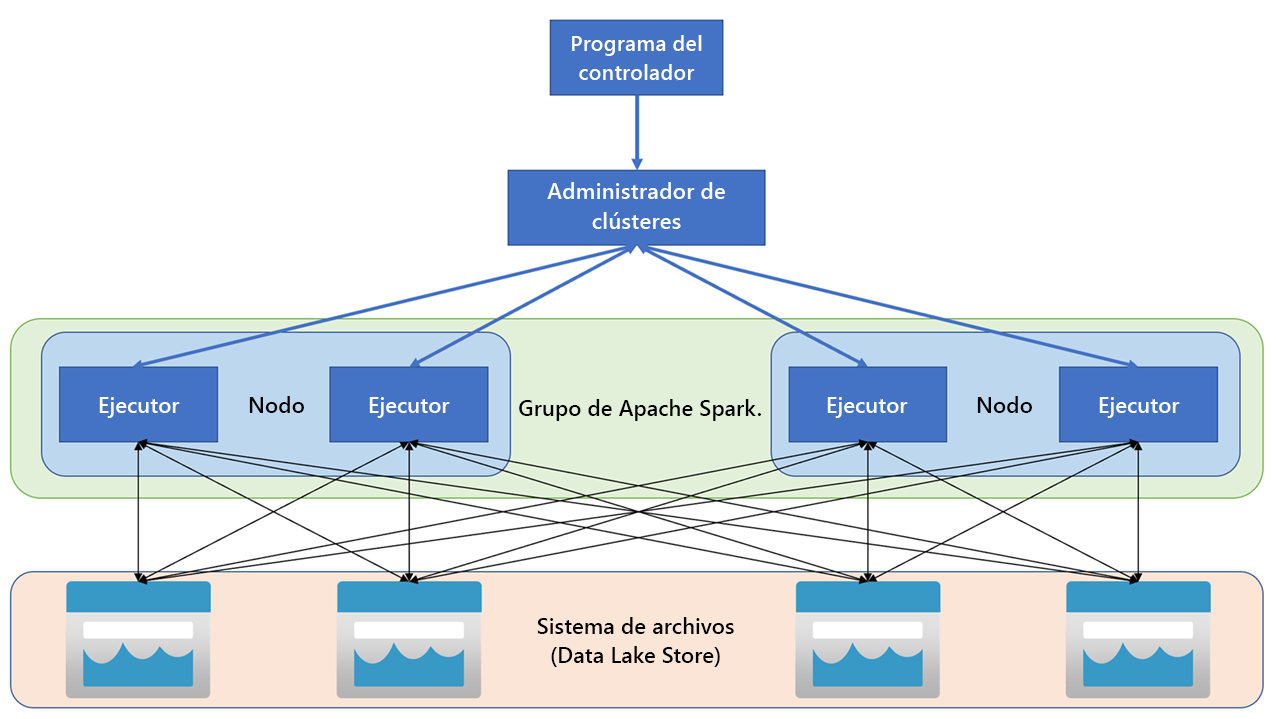 Programa del
controlador
Administrador de
clústeres
Ejecutor
Nodo
Ejecutor
Grupo de Apache Spark.
Ejecutor
Nodo
Ejecutor
Sistema de archivos
(Data Lake Store)